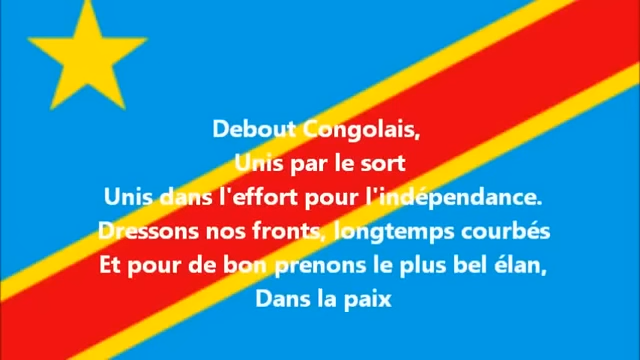 Debout Congolais,
Unis par le sort
Unis dans l'effort pour l'indépendance.
Dressons nos fronts, longtemps courbés
Et pour de bon prenons le plus bel élan,
Dans la paix